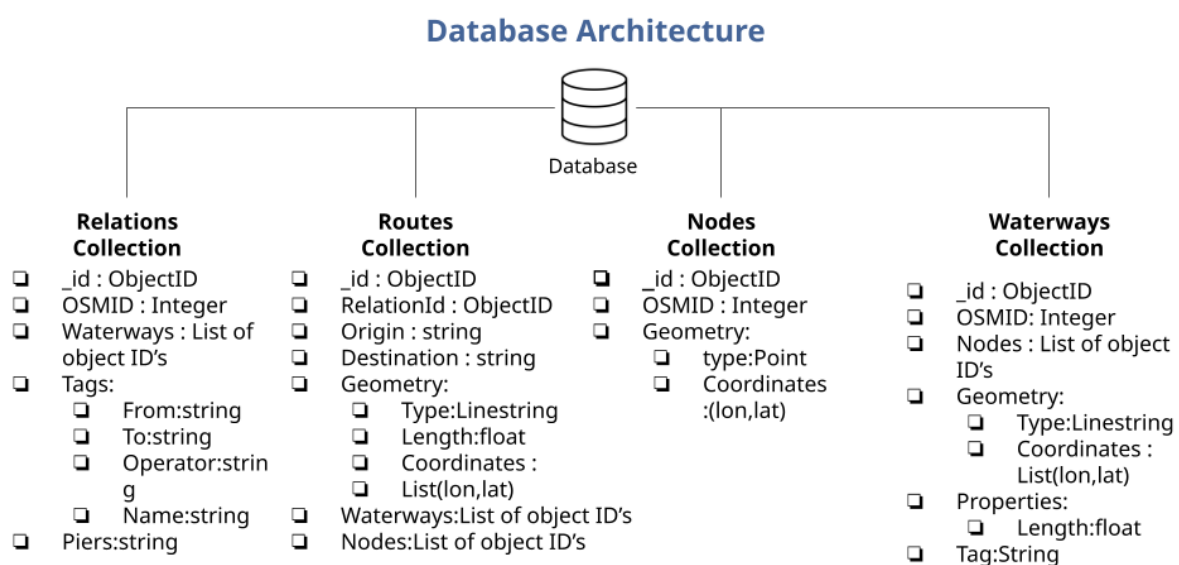 Database Architecture
Database
Relations
Collection
_id : ObjectID
OSMID : Integer
Waterways : List of
object ID’s
Tags:
From:string
To:string
Operator:strin
g
Name:string
Piers:string
Routes
Collection
_id : ObjectID
RelationId : ObjectID
Origin : string
Destination : string
Geometry:
Type:Linestring
Length:float
Coordinates :
List(lon,lat)
Waterways:List of object ID’s
Nodes:List of object ID’s
Nodes
Collection
_id : ObjectID
OSMID : Integer
Geometry:
type:Point
Coordinates
:(lon,lat)
Waterways
Collection
_id : ObjectID
OSMID: Integer
Nodes : List of object
ID’s
Geometry:
Type:Linestring
Coordinates :
List(lon,lat)
Properties:
Length:float
Tag:String